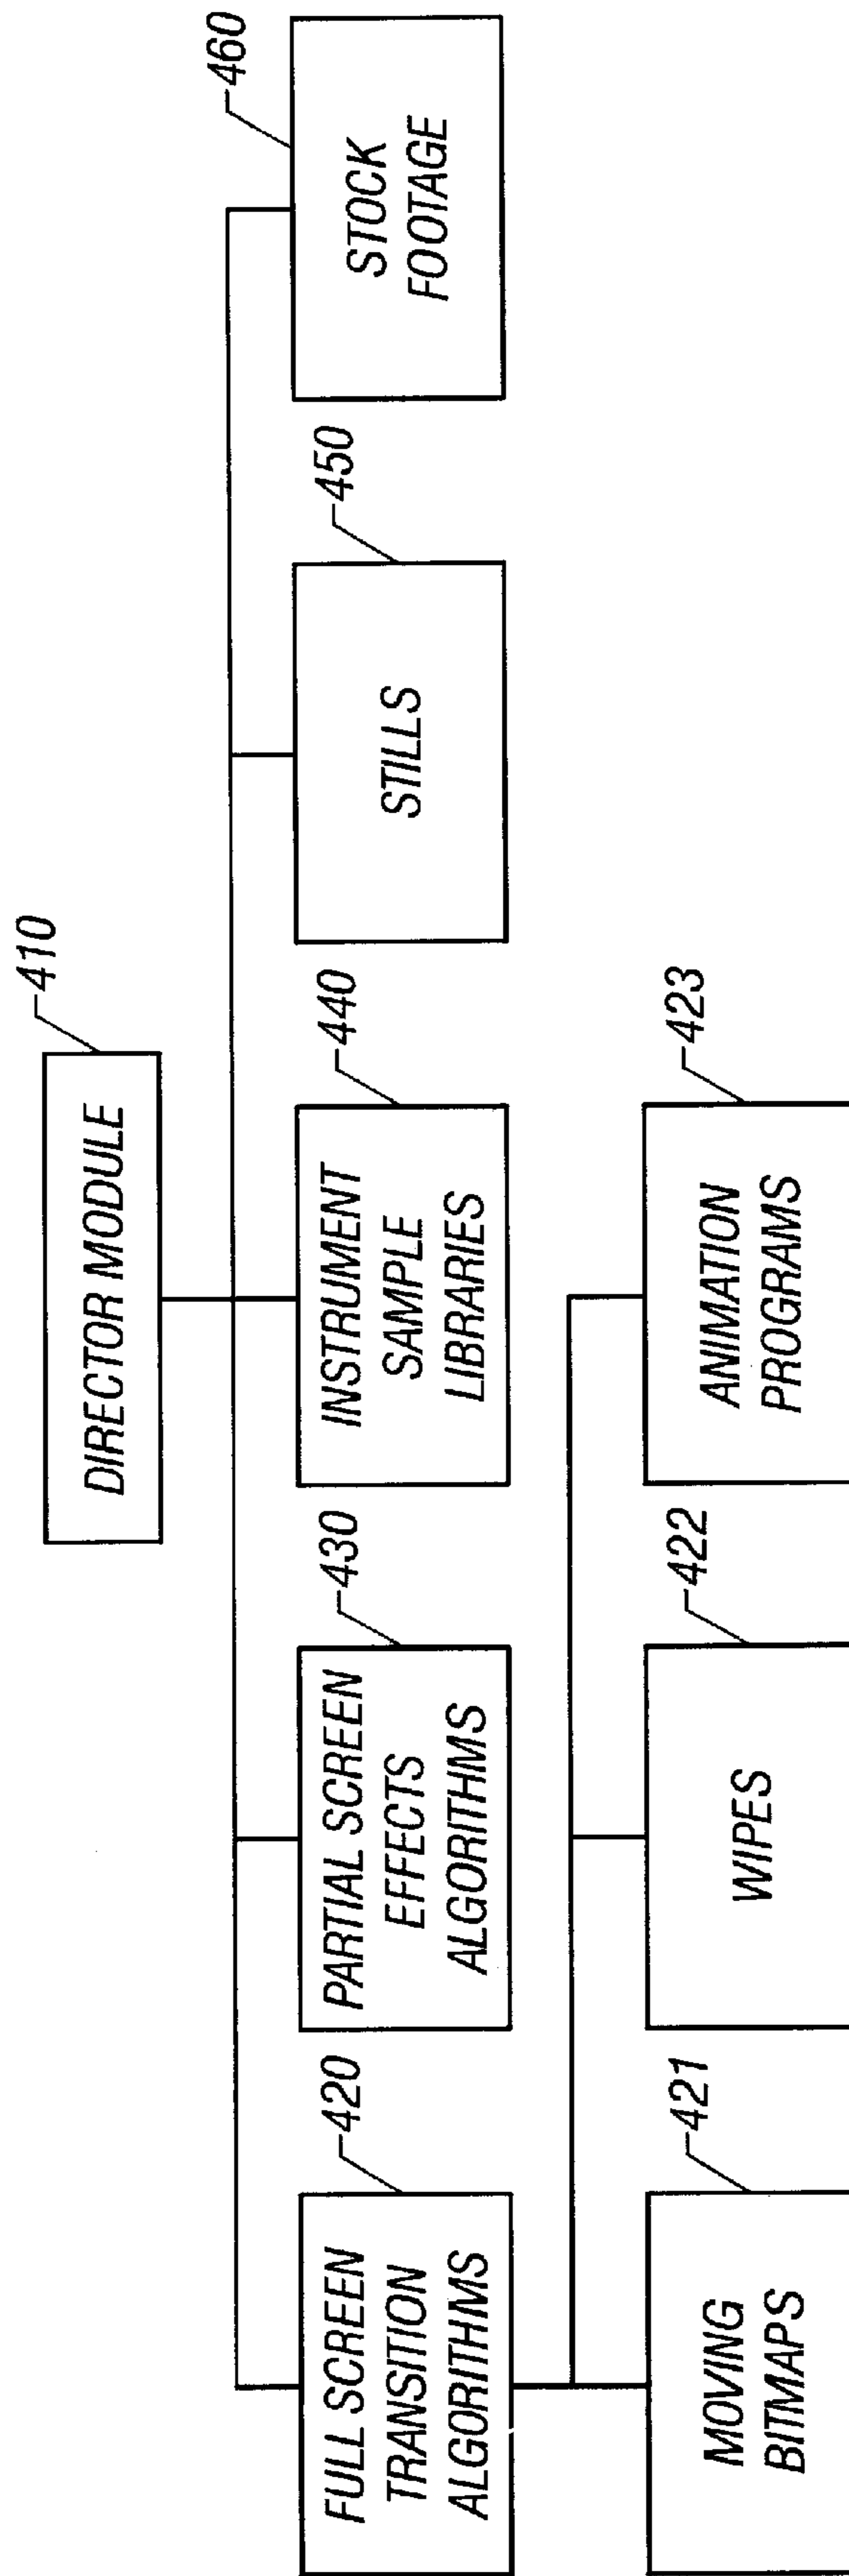 DIRECTOR MODULE
410
FULL SCREEN
TRANSITION
ALGORITHMS
420
PARTIAL SCREEN
EFFECTS
ALGORITHMS
430
INSTRUMENT
SAMPLE
LIBRARIES
440
STILLS
450
STOCK
FOOTAGE
460
MOVING
BITMAPS
421
WIPES
422
ANIMATION
PROGRAMS
423